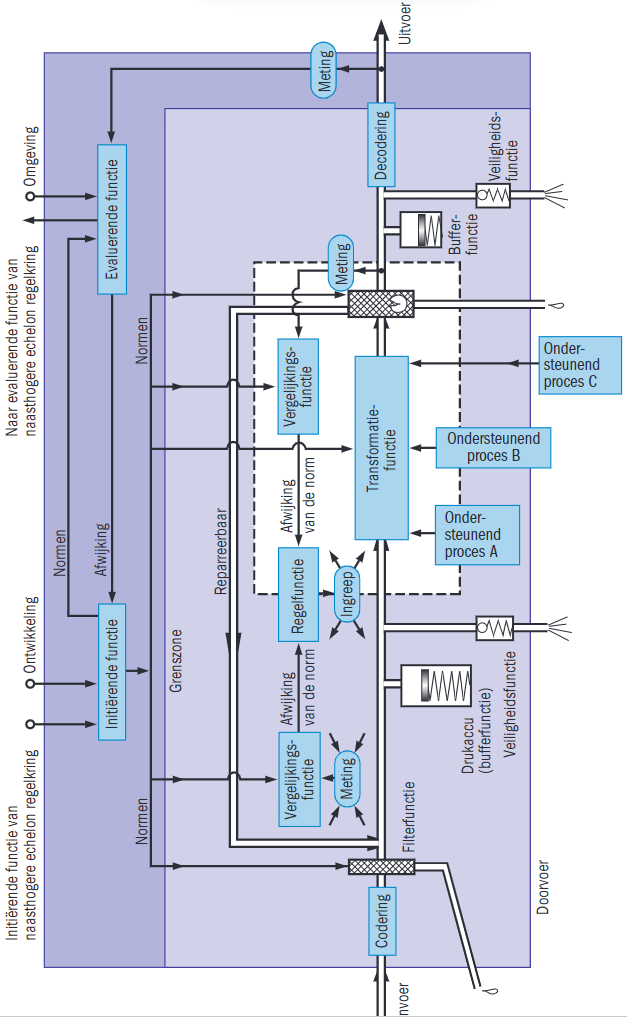 Uitvoer
Meting
Decodering
Veiligheids-
functie
Buffer-
functie
Omgeving
Evaluerende functie
Naar evaluerende functie van
naasthogere echelon regelkring
Meting
Normen
Vergelijkings-
functie
Transformatie-
functie
Onder-
steunend
proces C
Ondersteunend
proces B
Onder-
steunend
proces A
Afwijking
van de norm
Normen
Afwijking
Reparreerbaar
Regelfunctie
Ingreep
Ontwikkeling
Initiërende functie
Grenszone
Afwijking
van de norm
Vergelijkings-
functie
Meting
Drukaccu
(bufferfunctie)
Veiligheidsfunctie
Initiërende functie van
naasthogere echelon regelkring
Normen
Filterfunctie
Codering
Doorvoer
nvoer